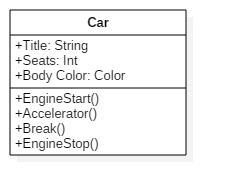 Car
+Title: String
+Seats: Int
+Body Color: Color
+EngineStart()
+Accelerator()
+Break()
+EngineStop()